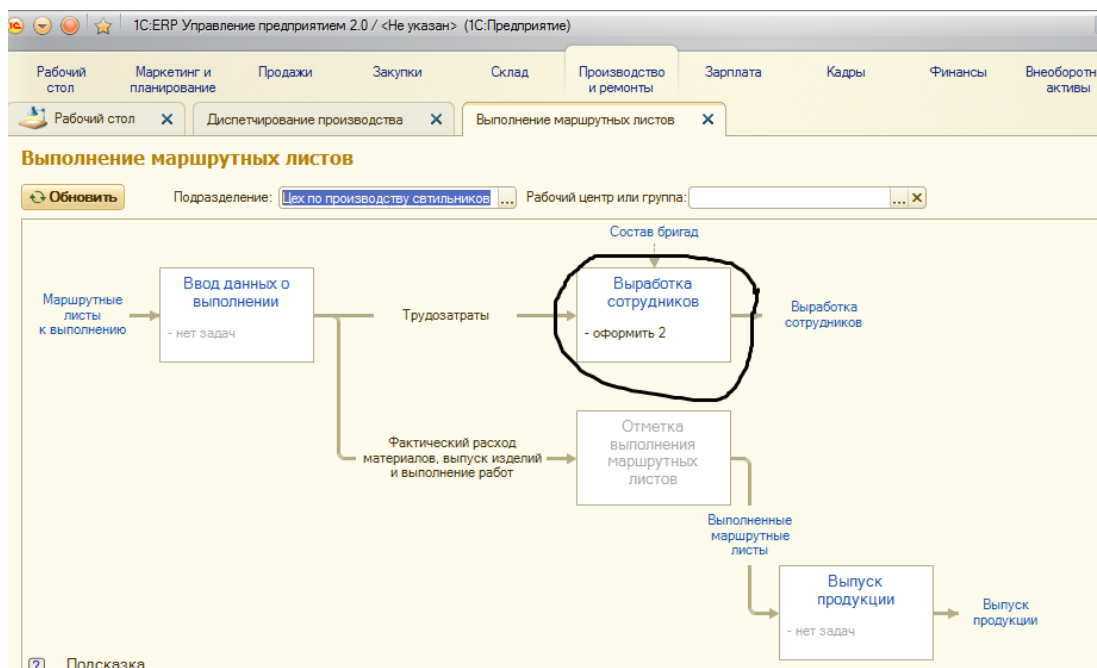 1С:ERP Управление предприятием 2.0 / <Не указан> (1С:Предприятие)
Рабочий стол
Маркетинг и планирование
Продажи
Закупки
Склад
Производство и ремонты
Зарплата
Кадры
Финансы
Внеоборотн
активы
Рабочий стол
Диспетчирование производства
Выполнение маршрутных листов
Выполнение маршрутных листов
Обновить
Подразделение:
Цех по производству свтильников
...
Рабочий центр или группа:
...
Состав бригад
Маршрутные
листы
к выполнению
Ввод данных о
выполнении
- нет задач
Трудозатраты
Выработка
сотрудников
- оформить 2
Выработка
сотрудников
Фактический расход
материалов, выпуск изделий
и выполнение работ
Отметка
выполнения
маршрутных
листов
Выполненные
маршрутные
листы
Выпуск
продукции
- нет задач
Выпуск
продукции
? Подсказка